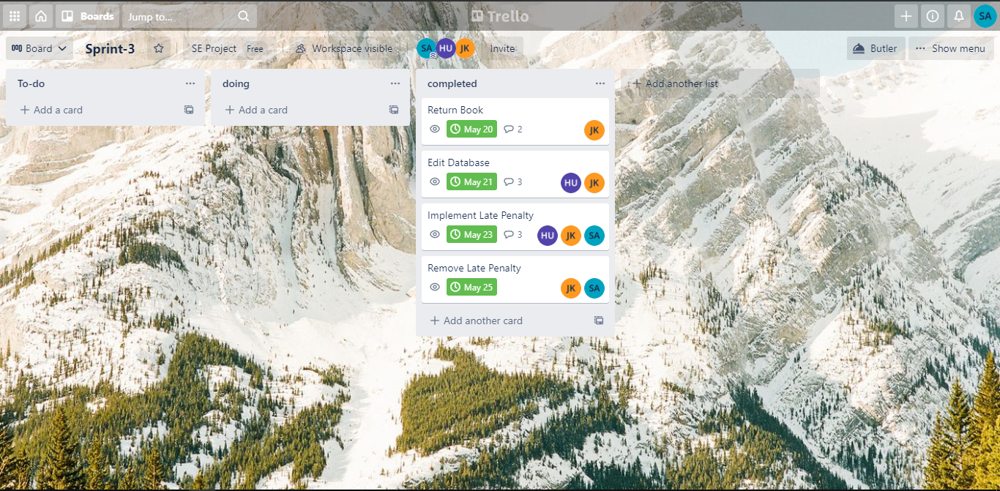 Boards
Jump to...
Trello
SA
Board
Sprint-3
SE Project Free
Workspace visible
SA HU JK
Invite
Butler
··· Show menu
To-do ···
+ Add a card
doing ···
+ Add a card
completed ···
Return Book
May 20 2 JK
Edit Database
May 21 3 HU JK
Implement Late Penalty
May 23 3 HU JK SA
Remove Late Penalty
May 25 JK SA
+ Add another card
+ Add another list